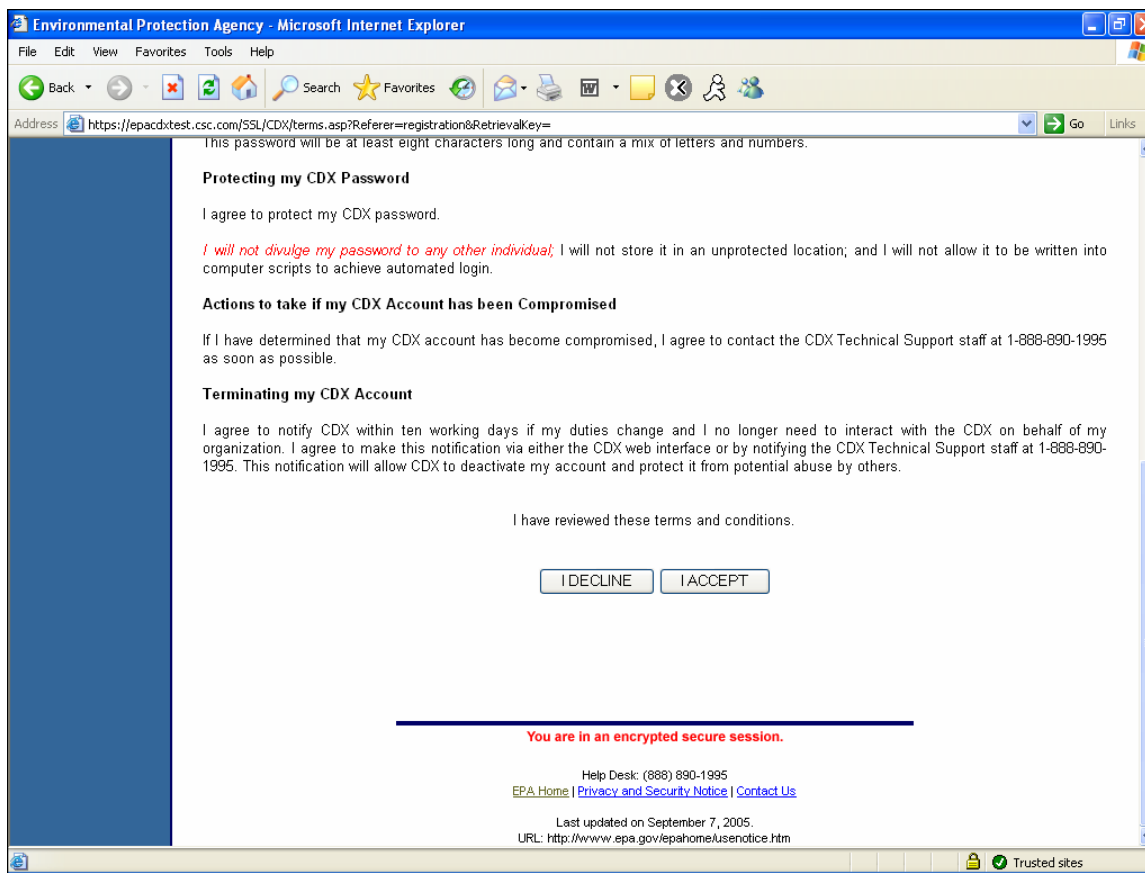 Environmental Protection Agency - Microsoft Internet Explorer
File Edit View Favorites Tools Help
Back Search Favorites
Address https://epacdxtest.csc.com/SSL/CDX/terms.asp?Referer=registration&RetrievalKey= Go Links
This password will be at least eight characters long and contain a mix of letters and numbers.
Protecting my CDX Password
I agree to protect my CDX password.
I will not divulge my password to any other individual; I will not store it in an unprotected location; and I will not allow it to be written into
computer scripts to achieve automated login.
Actions to take if my CDX Account has been Compromised
If I have determined that my CDX account has become compromised, I agree to contact the CDX Technical Support staff at 1-888-890-1995
as soon as possible.
Terminating my CDX Account
I agree to notify CDX within ten working days if my duties change and I no longer need to interact with the CDX on behalf of my
organization. I agree to make this notification via either the CDX web interface or by notifying the CDX Technical Support staff at 1-888-890-
1995. This notification will allow CDX to deactivate my account and protect it from potential abuse by others.
I have reviewed these terms and conditions.
I DECLINE I ACCEPT
You are in an encrypted secure session.
Help Desk: (888) 890-1995
EPA Home | Privacy and Security Notice | Contact Us
Last updated on September 7, 2005.
URL: http://www.epa.gov/epahome/usenotice.htm
Trusted sites